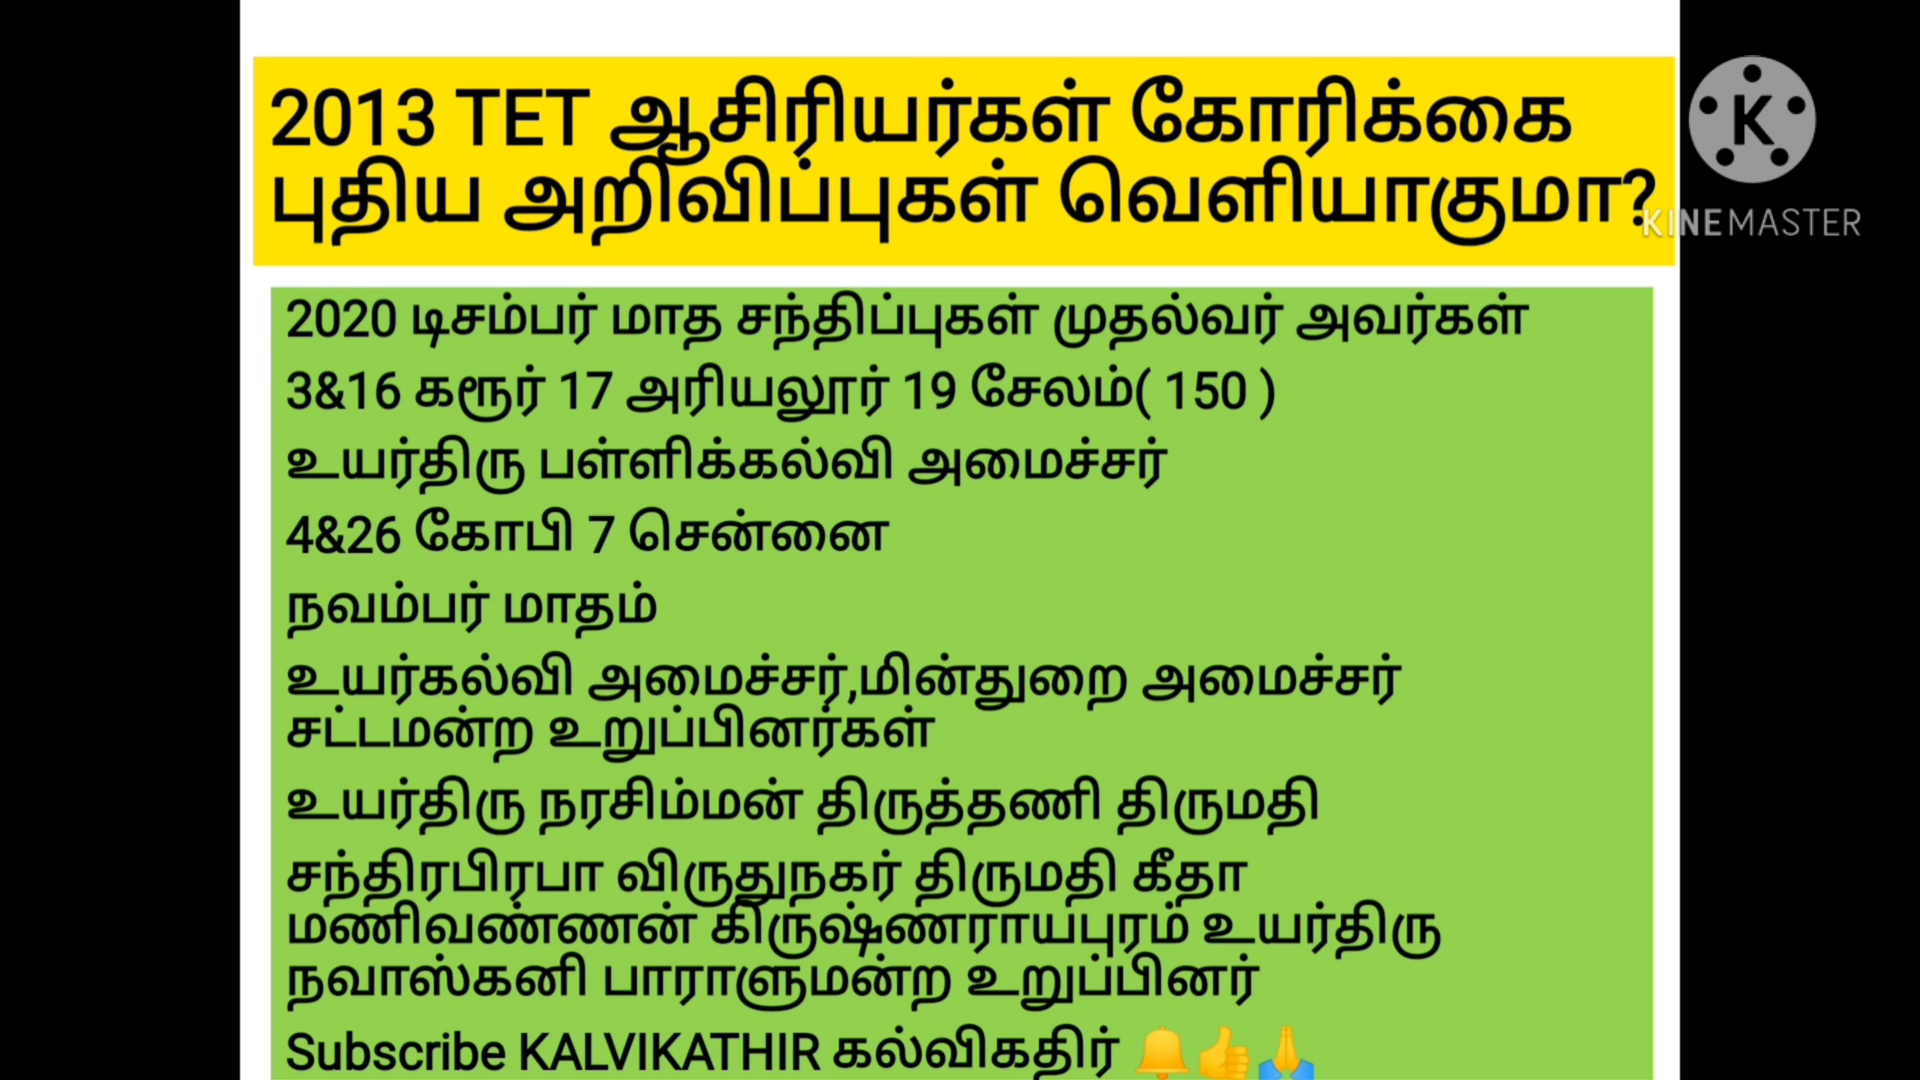 2013 TET ஆசிரியர்கள் கோரிக்கை
புதிய அறிவிப்புகள் வெளியாகுமா?
K
KINEMASTER
2020 டிசம்பர் மாத சந்திப்புகள் முதல்வர் அவர்கள்
3&16 கரூர் 17 அரியலூர் 19 சேலம்( 150 )
உயர்திரு பள்ளிக்கல்வி அமைச்சர்
4&26 கோபி 7 சென்னை
நவம்பர் மாதம்
உயர்கல்வி அமைச்சர்,மின்துறை அமைச்சர்
சட்டமன்ற உறுப்பினர்கள்
உயர்திரு நரசிம்மன் திருத்தணி திருமதி
சந்திரபிரபா விருதுநகர் திருமதி கீதா
மணிவண்ணன் கிருஷ்ணராயபுரம் உயர்திரு
நவாஸ்கனி பாராளுமன்ற உறுப்பினர்
Subscribe KALVIKATHIR கல்விகதிர் 🔔👍🙏